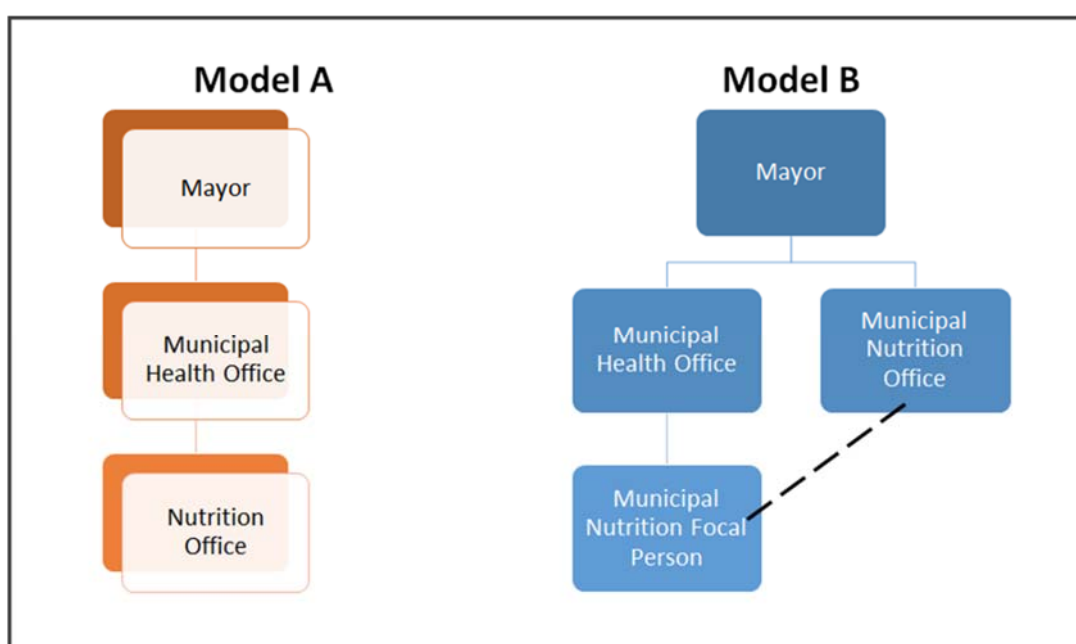 Model A
Mayor
Municipal
Health Office
Nutrition
Office
Model B
Mayor
Municipal
Health Office
Municipal
Nutrition
Office
Municipal
Nutrition Focal
Person